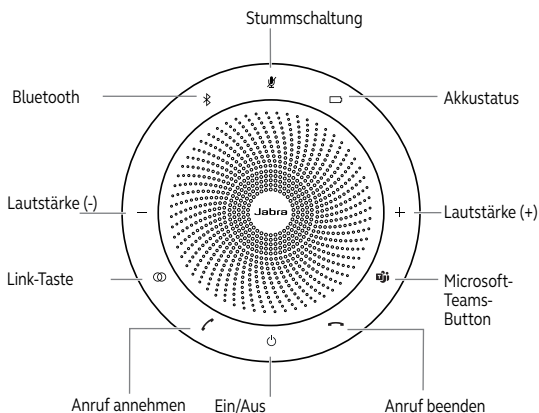 Stummschaltung
Bluetooth
Akkustatus
Lautstärke (-)
Jabra
Lautstärke (+)
Link-Taste
Microsoft-
Teams-
Button
Anruf annehmen
Ein/Aus
Anruf beenden